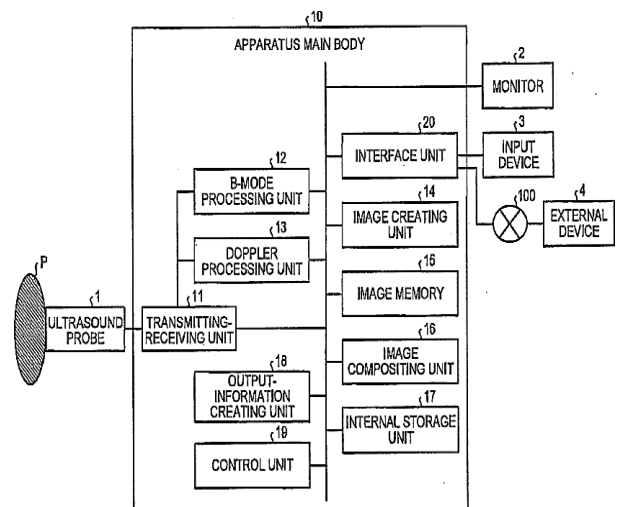 10
APPARATUS MAIN BODY
2
MONITOR
20
INTERFACE UNIT
3
INPUT
DEVICE
12
B-MODE
PROCESSING UNIT
14
IMAGE CREATING
UNIT
100
4
EXTERNAL
DEVICE
13
DOPPLER
PROCESSING UNIT
15
IMAGE MEMORY
P
1
ULTRASOUND
PROBE
11
TRANSMITTING-
RECEIVING UNIT
16
IMAGE
COMPOSITING UNIT
18
OUTPUT-
INFORMATION
CREATING UNIT
17
INTERNAL STORAGE
UNIT
19
CONTROL UNIT